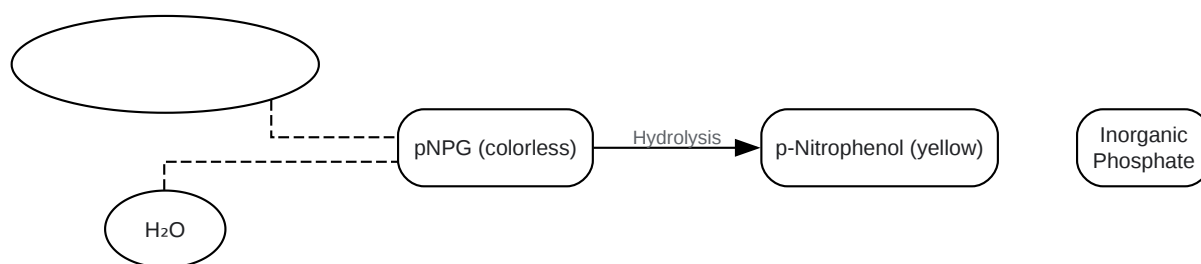 pNPG (colorless)
Hydrolysis
p-Nitrophenol (yellow)
Inorganic
Phosphate
H₂O